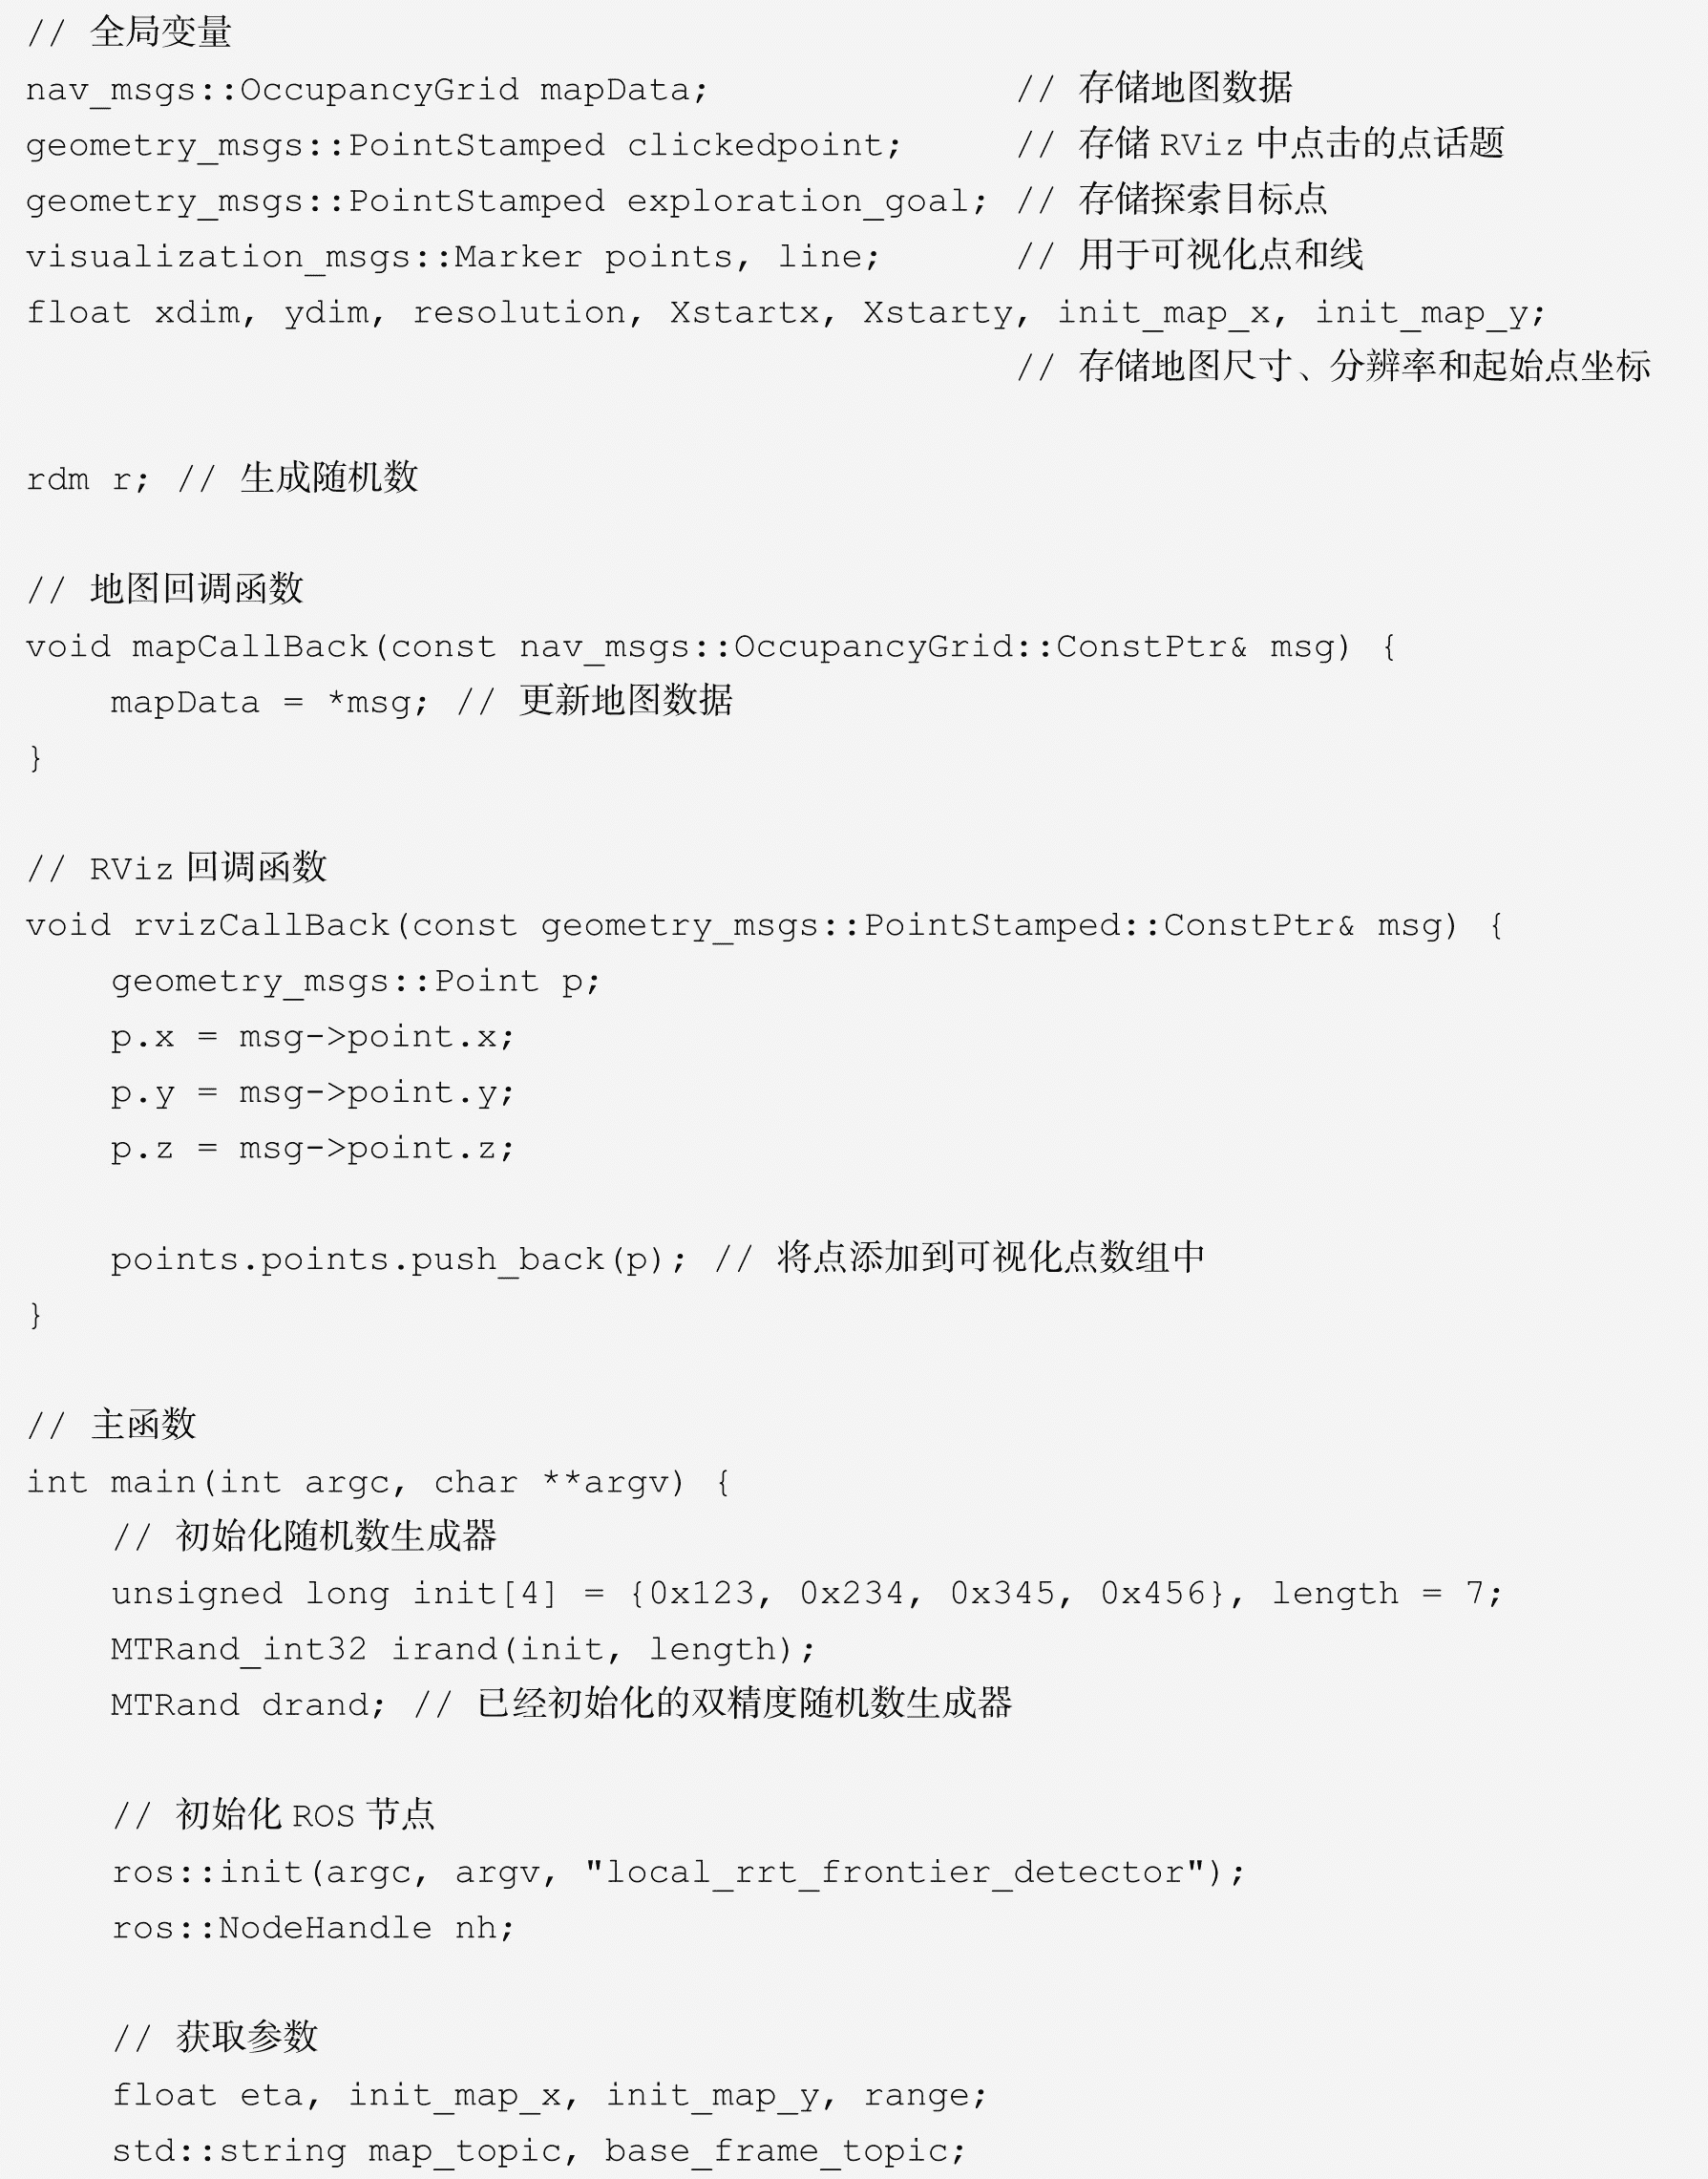 // 全局变量
nav_msgs::OccupancyGrid mapData; // 存储地图数据
geometry_msgs::PointStamped clickedpoint; // 存储 RViz 中点击的点话题
geometry_msgs::PointStamped exploration_goal; // 存储探索目标点
visualization_msgs::Marker points, line; // 用于可视化点和线
float xdim, ydim, resolution, Xstartx, Xstarty, init_map_x, init_map_y;
// 存储地图尺寸、分辨率和起始点坐标
rdm r; // 生成随机数
// 地图回调函数
void mapCallBack(const nav_msgs::OccupancyGrid::ConstPtr& msg) {
    mapData = *msg; // 更新地图数据
}
// RViz 回调函数
void rvizCallBack(const geometry_msgs::PointStamped::ConstPtr& msg) {
    geometry_msgs::Point p;
    p.x = msg->point.x;
    p.y = msg->point.y;
    p.z = msg->point.z;
    points.points.push_back(p); // 将点添加到可视化点数组中
}
// 主函数
int main(int argc, char **argv) {
    // 初始化随机数生成器
    unsigned long init[4] = {0x123, 0x234, 0x345, 0x456}, length = 7;
    MTRand_int32 irand(init, length);
    MTRand drand; // 已经初始化的双精度随机数生成器
    // 初始化 ROS 节点
    ros::init(argc, argv, "local_rrt_frontier_detector");
    ros::NodeHandle nh;
    // 获取参数
    float eta, init_map_x, init_map_y, range;
    std::string map_topic, base_frame_topic;